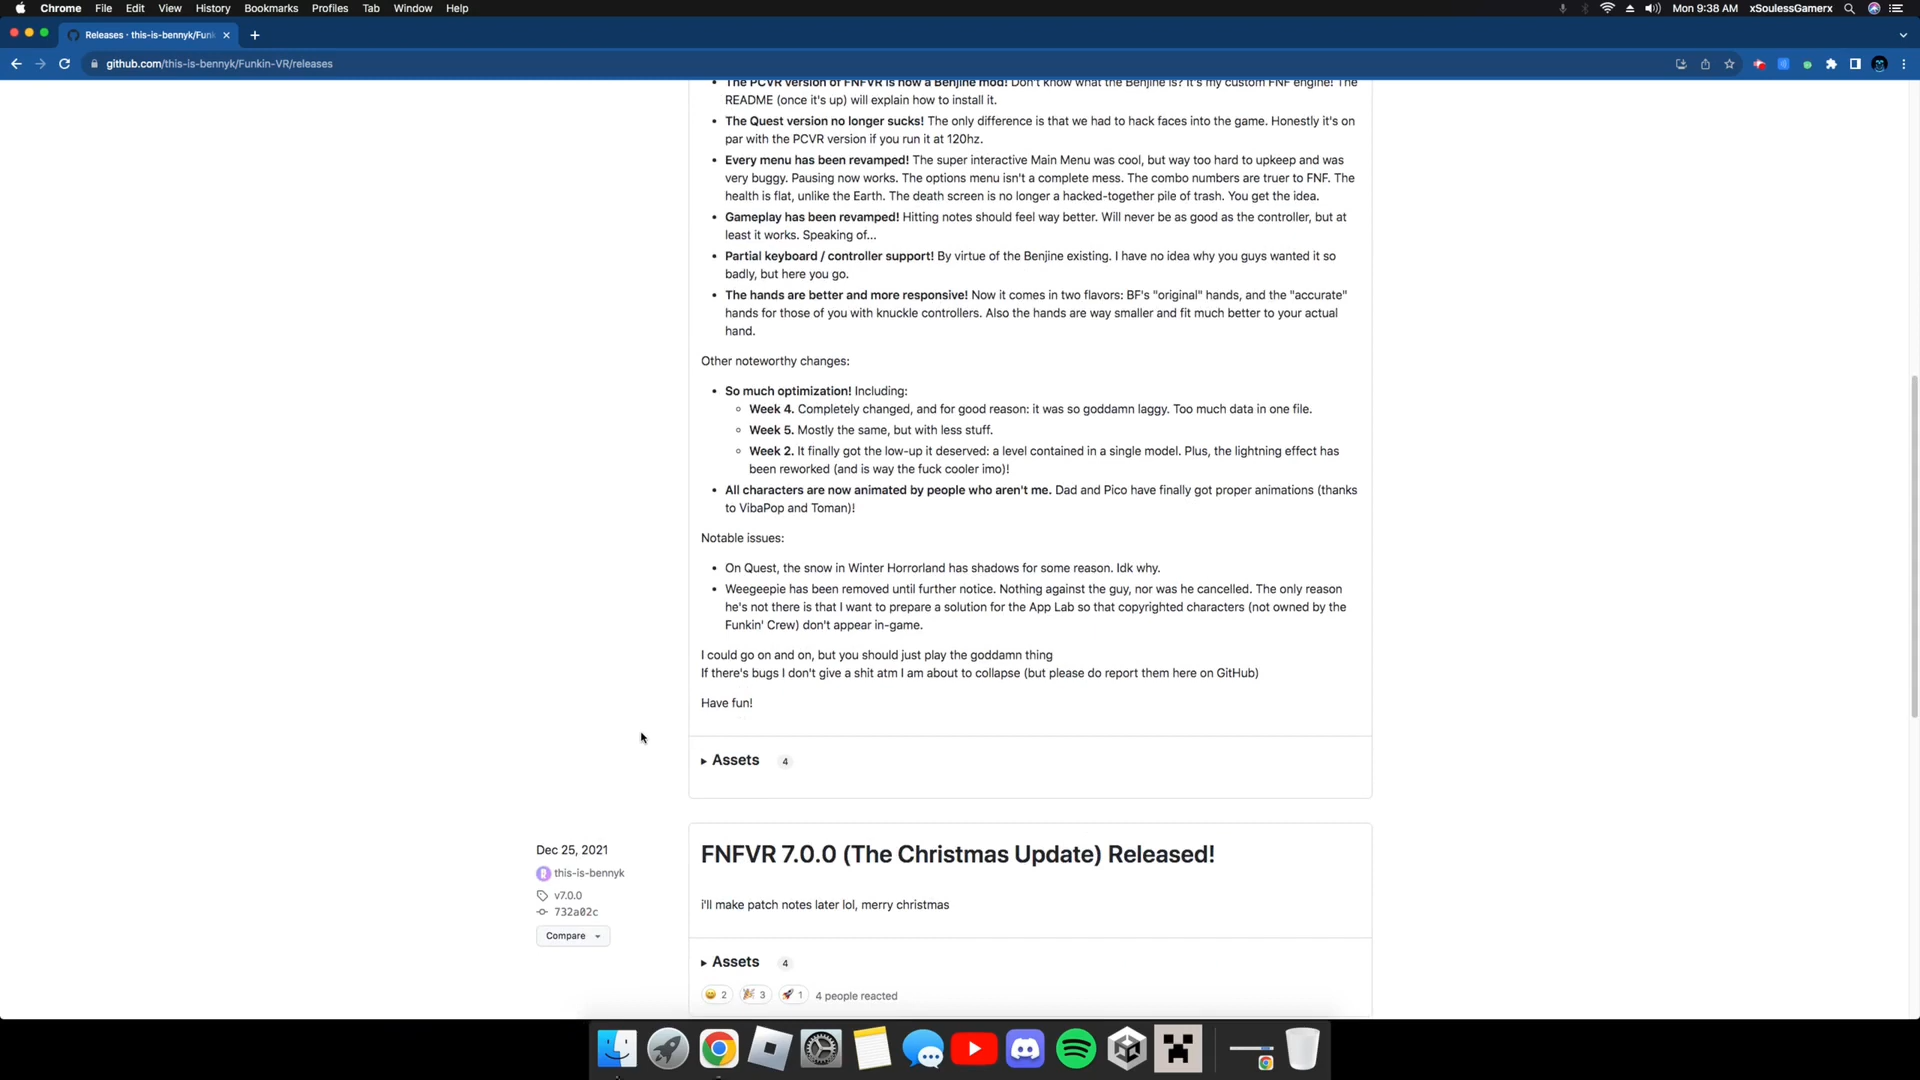 Chrome File Edit View History Bookmarks Profiles Tab Window Help Mon 9:38 AM xSoulessGamerx
Releases · this-is-bennyk/Funk
github.com/this-is-bennyk/Funkin-VR/releases
The PCVR version of FNFVR is now a Benjine mod! Don't know what the Benjine is? It's my custom FNF engine! The
README (once it's up) will explain how to install it.
The Quest version no longer sucks! The only difference is that we had to hack faces into the game. Honestly it's on
par with the PCVR version if you run it at 120hz.
Every menu has been revamped! The super interactive Main Menu was cool, but way too hard to upkeep and was
very buggy. Pausing now works. The options menu isn't a complete mess. The combo numbers are truer to FNF. The
health is flat, unlike the Earth. The death screen is no longer a hacked-together pile of trash. You get the idea.
Gameplay has been revamped! Hitting notes should feel way better. Will never be as good as the controller, but at
least it works. Speaking of...
Partial keyboard / controller support! By virtue of the Benjine existing. I have no idea why you guys wanted it so
badly, but here you go.
The hands are better and more responsive! Now it comes in two flavors: BF's "original" hands, and the "accurate"
hands for those of you with knuckle controllers. Also the hands are way smaller and fit much better to your actual
hand.
Other noteworthy changes:
So much optimization! Including:
Week 4. Completely changed, and for good reason: it was so goddamn laggy. Too much data in one file.
Week 5. Mostly the same, but with less stuff.
Week 2. It finally got the low-up it deserved: a level contained in a single model. Plus, the lightning effect has
been reworked (and is way the fuck cooler imo)!
All characters are now animated by people who aren't me. Dad and Pico have finally got proper animations (thanks
to VibaPop and Toman)!
Notable issues:
On Quest, the snow in Winter Horrorland has shadows for some reason. Idk why.
Weegeepie has been removed until further notice. Nothing against the guy, nor was he cancelled. The only reason
he's not there is that I want to prepare a solution for the App Lab so that copyrighted characters (not owned by the
Funkin' Crew) don't appear in-game.
I could go on and on, but you should just play the goddamn thing
If there's bugs I don't give a shit atm I am about to collapse (but please do report them here on GitHub)
Have fun!
Assets 4
Dec 25, 2021
this-is-bennyk
v7.0.0
732a02c
Compare
FNFVR 7.0.0 (The Christmas Update) Released!
i'll make patch notes later lol, merry christmas
Assets 4
2 3 1 4 people reacted